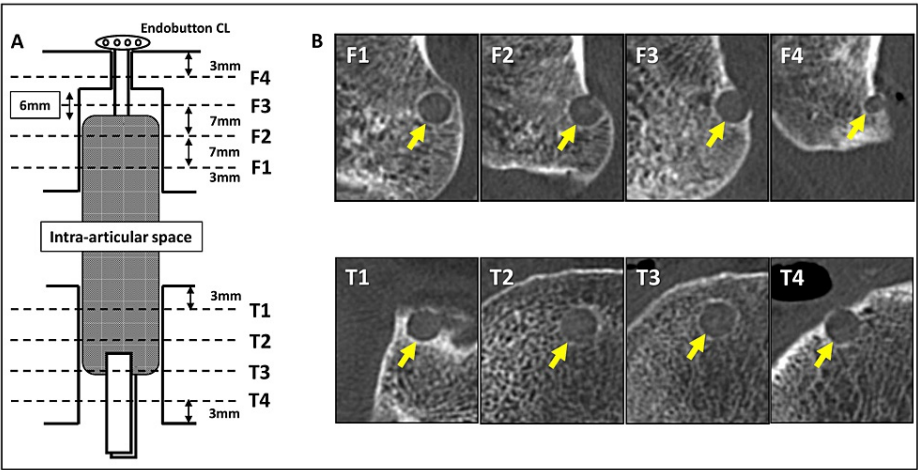 A
Endobutton CL
3mm
F4
6mm
F3
7mm
F2
7mm
F1
3mm
Intra-articular space
3mm
T1
T2
T3
T4
3mm
B
F1 F2 F3 F4
T1 T2 T3 T4